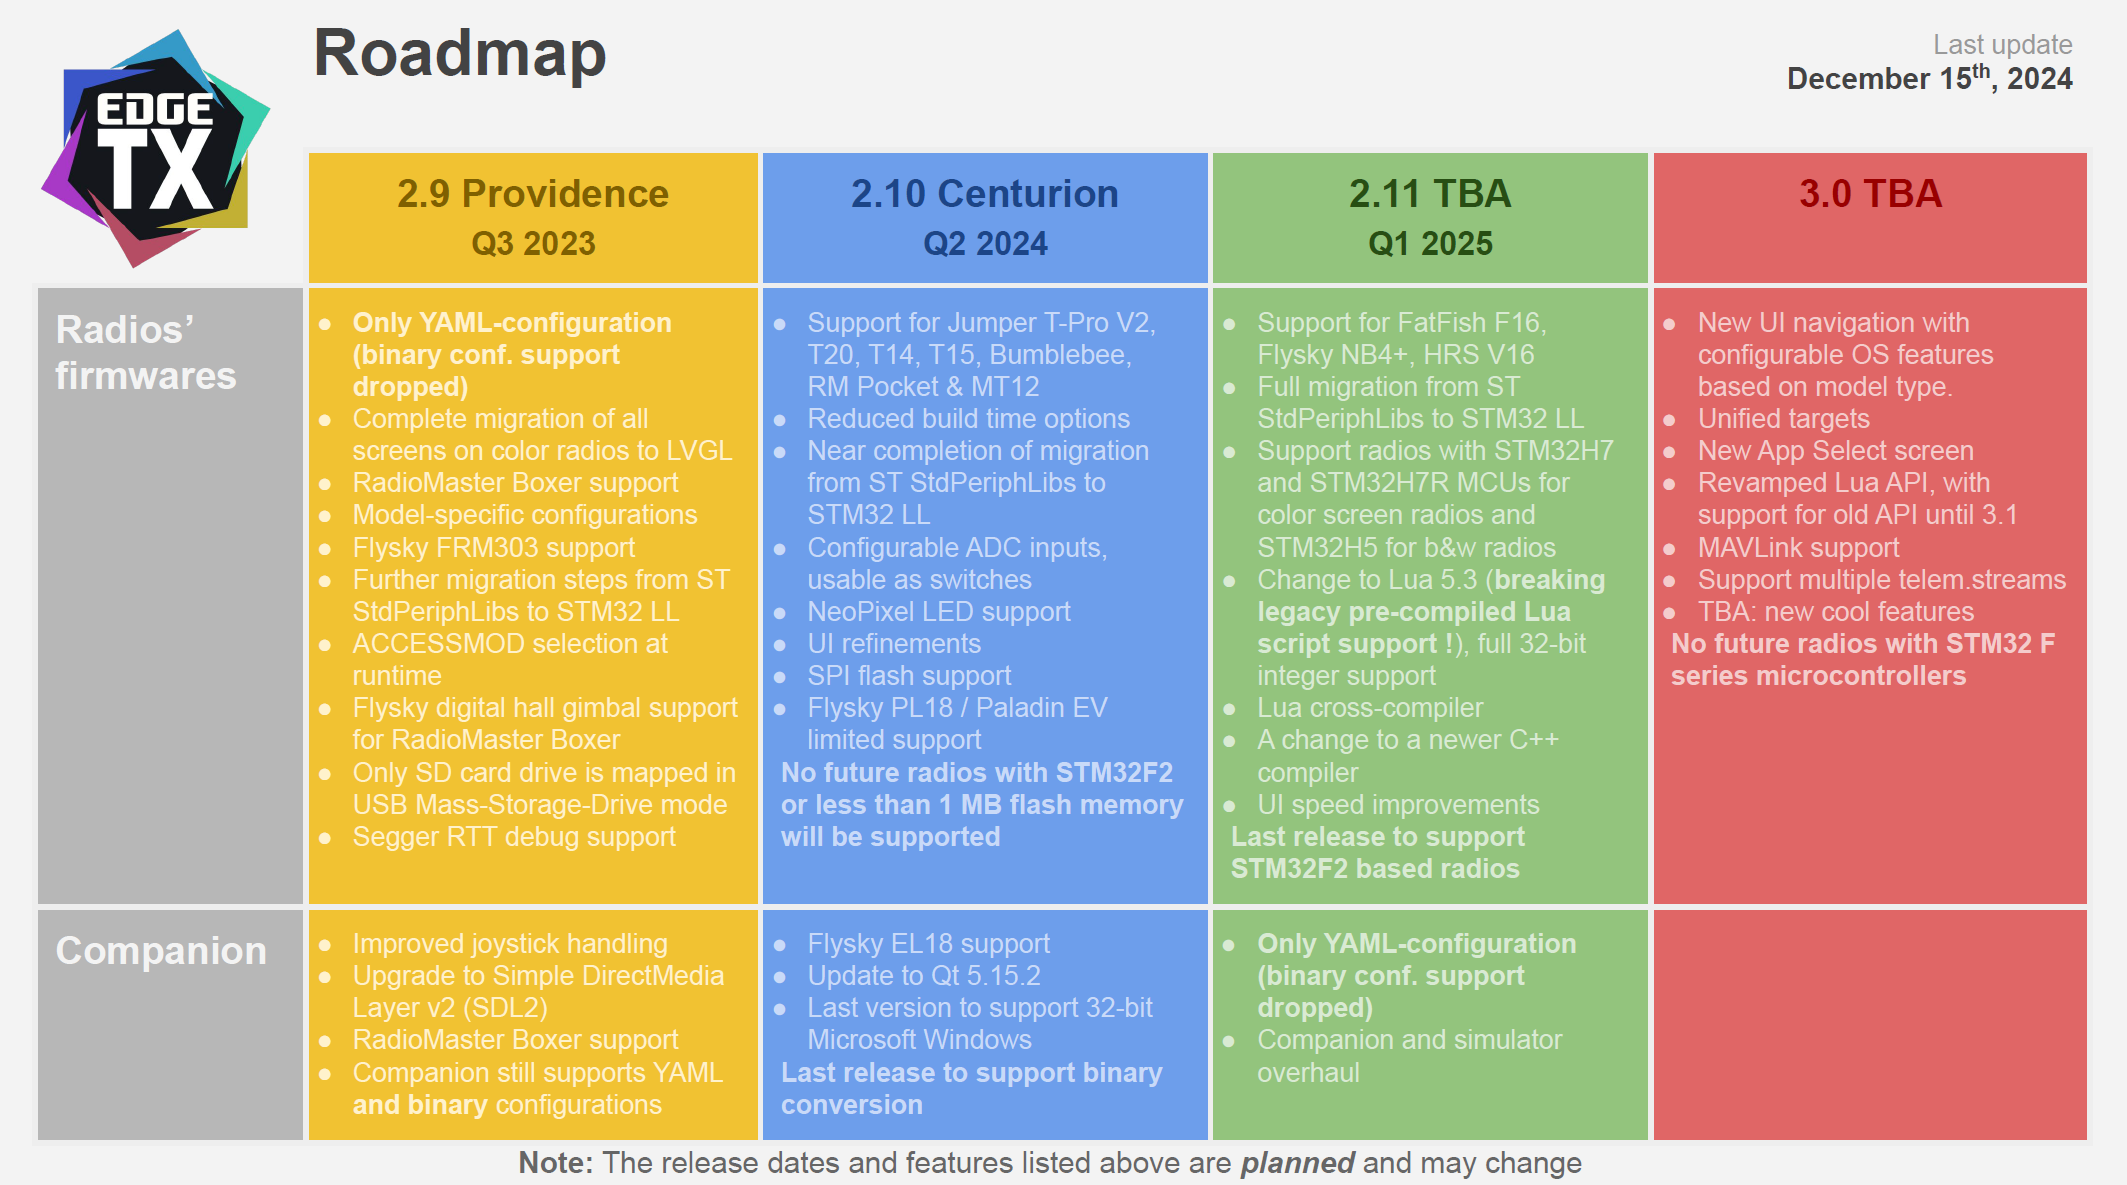 EDGE
TX
Roadmap
Last update
December 15th, 2024
2.9 Providence
Q3 2023
2.10 Centurion
Q2 2024
2.11 TBA
Q1 2025
3.0 TBA
Radios’
firmwares
● Only YAML-configuration
(binary conf. support
dropped)
● Complete migration of all
screens on color radios to LVGL
● RadioMaster Boxer support
● Model-specific configurations
● Flysky FRM303 support
● Further migration steps from ST
StdPeriphLibs to STM32 LL
● ACCESSMOD selection at
runtime
● Flysky digital hall gimbal support
for RadioMaster Boxer
● Only SD card drive is mapped in
USB Mass-Storage-Drive mode
● Segger RTT debug support
● Support for Jumper T-Pro V2,
T20, T14, T15, Bumblebee,
RM Pocket & MT12
● Reduced build time options
● Near completion of migration
from ST StdPeriphLibs to
STM32 LL
● Configurable ADC inputs,
usable as switches
● NeoPixel LED support
● UI refinements
● SPI flash support
● Flysky PL18 / Paladin EV
limited support
No future radios with STM32F2
or less than 1 MB flash memory
will be supported
● Support for FatFish F16,
Flysky NB4+, HRS V16
● Full migration from ST
StdPeriphLibs to STM32 LL
● Support radios with STM32H7
and STM32H7R MCUs for
color screen radios and
STM32H5 for b&w radios
● Change to Lua 5.3 (breaking
legacy pre-compiled Lua
script support !), full 32-bit
integer support
● Lua cross-compiler
● A change to a newer C++
compiler
● UI speed improvements
Last release to support
STM32F2 based radios
● New UI navigation with
configurable OS features
based on model type.
● Unified targets
● New App Select screen
● Revamped Lua API, with
support for old API until 3.1
● MAVLink support
● Support multiple telem.streams
● TBA: new cool features
No future radios with STM32 F
series microcontrollers
Companion
● Improved joystick handling
● Upgrade to Simple DirectMedia
Layer v2 (SDL2)
● RadioMaster Boxer support
● Companion still supports YAML
and binary configurations
● Flysky EL18 support
● Update to Qt 5.15.2
● Last version to support 32-bit
Microsoft Windows
Last release to support binary
conversion
● Only YAML-configuration
(binary conf. support
dropped)
● Companion and simulator
overhaul
Note: The release dates and features listed above are planned and may change